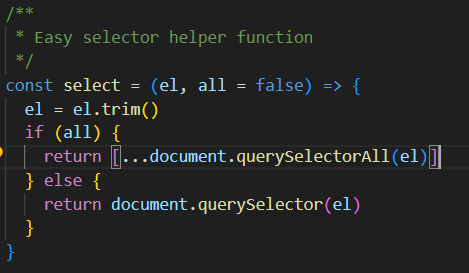 /**
 * Easy selector helper function
 */
const select = (el, all = false) => {
  el = el.trim()
  if (all) {
    return [...document.querySelectorAll(el)]
  } else {
    return document.querySelector(el)
  }
}